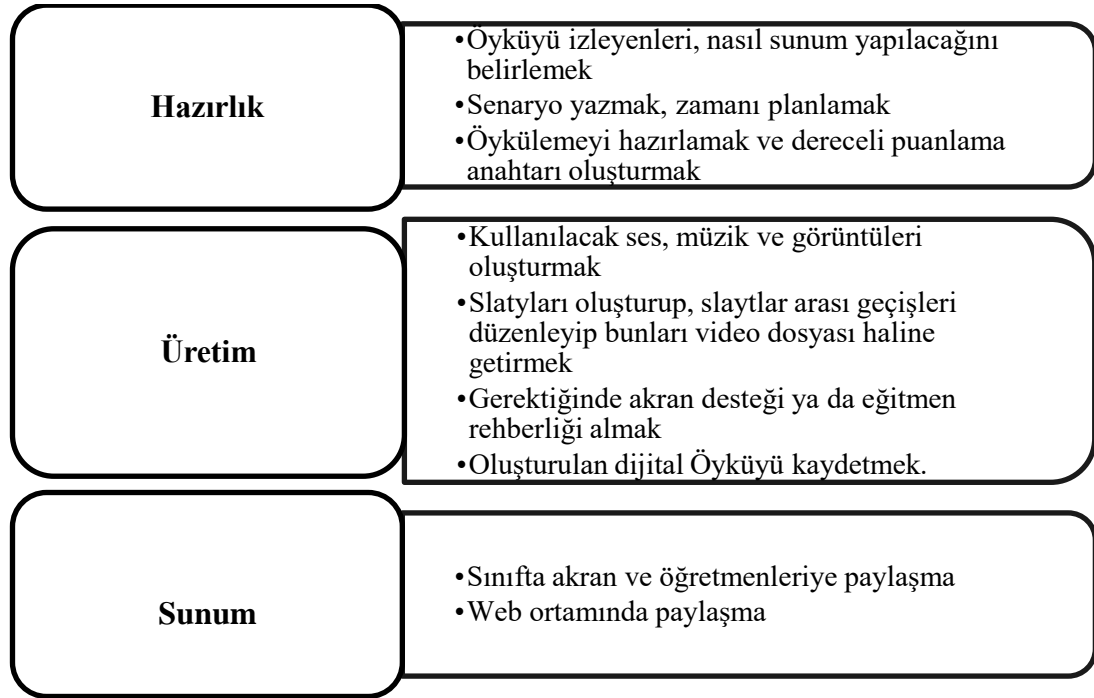 Hazırlık
•Öyküyü izleyenleri, nasıl sunum yapılacağını
belirlemek
•Senaryo yazmak, zamanı planlamak
•Öykülemeyi hazırlamak ve dereceli puanlama
anahtarı oluşturmak
Üretim
•Kullanılacak ses, müzik ve görüntüleri
oluşturmak
•Slatyları oluşturup, slaytlar arası geçişleri
düzenleyip bunları video dosyası haline
getirmek
•Gerektiğinde akran desteği ya da eğitmen
rehberliği almak
•Oluşturulan dijital Öyküyü kaydetmek.
Sunum
•Sınıfta akran ve öğretmenleriye paylaşma
•Web ortamında paylaşma